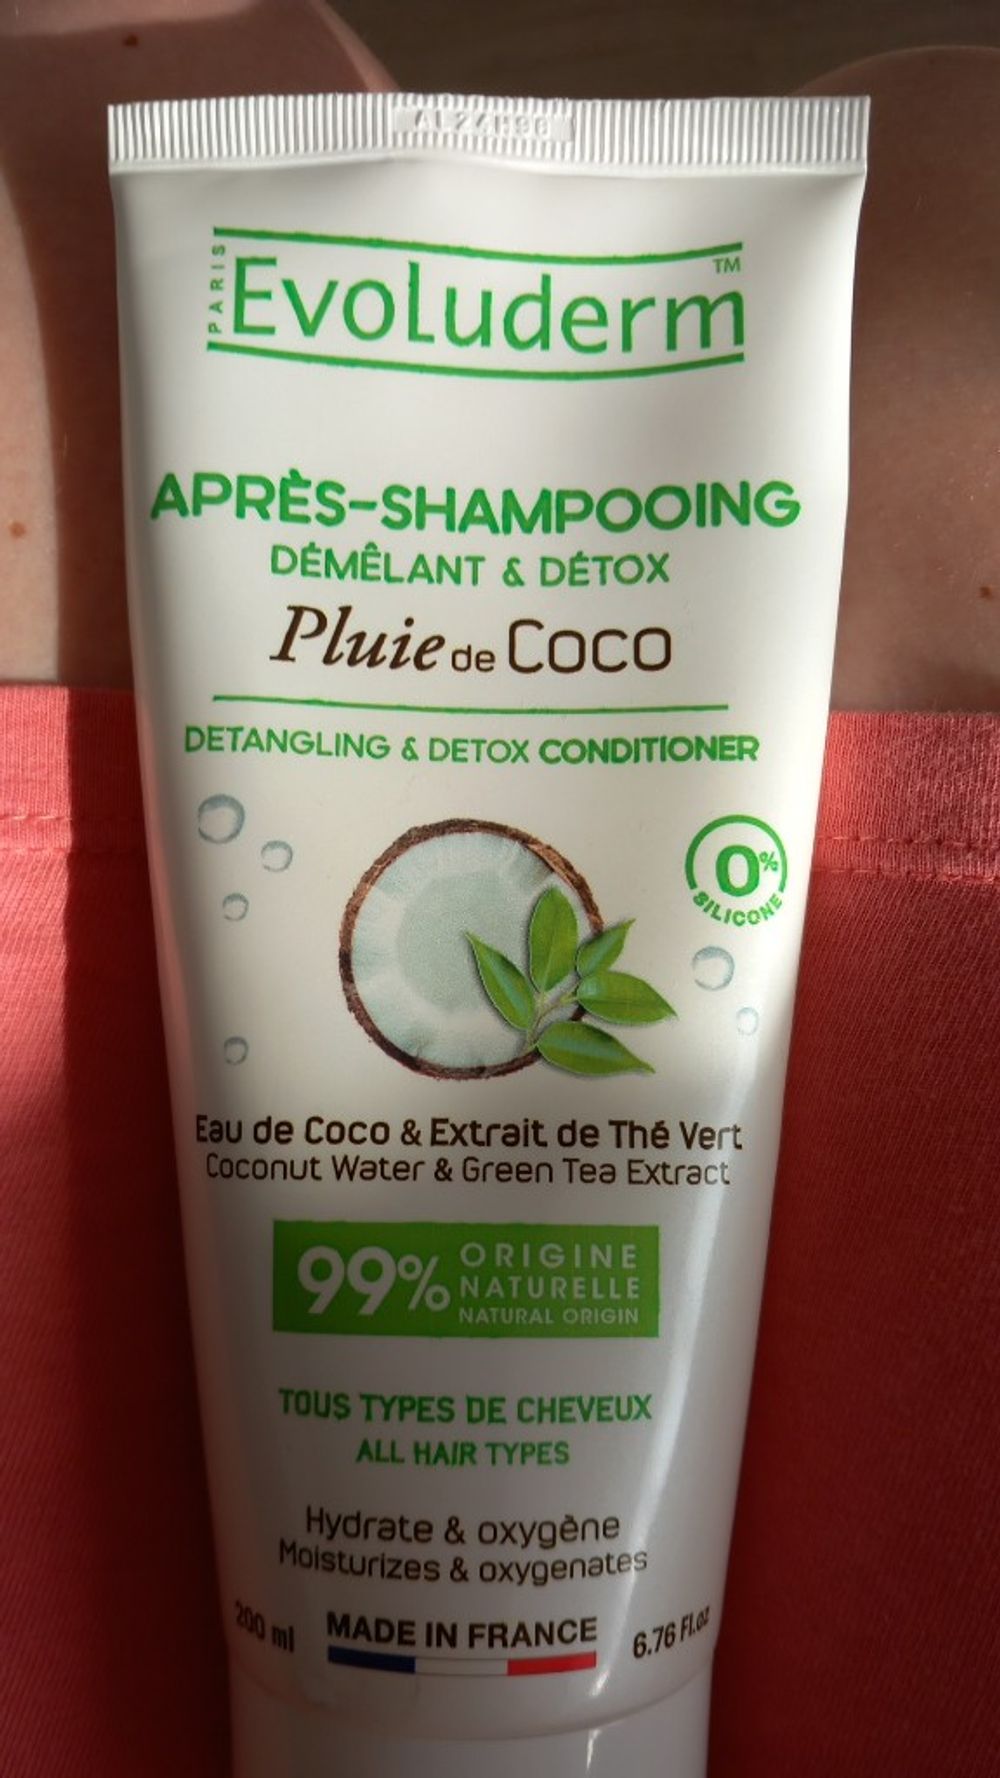 PARIS
Evoluderm™
APRÈS-SHAMPOOING
DÉMÊLANT & DÉTOX
Pluie de Coco
DETANGLING & DETOX CONDITIONER
0%
SILICONE
Eau de Coco & Extrait de Thé Vert
Coconut Water & Green Tea Extract
99% ORIGINE
NATURELLE
NATURAL ORIGIN
TOUS TYPES DE CHEVEUX
ALL HAIR TYPES
Hydrate & oxygène
Moisturizes & oxygenates
200 ml MADE IN FRANCE 6.76 Fl.oz